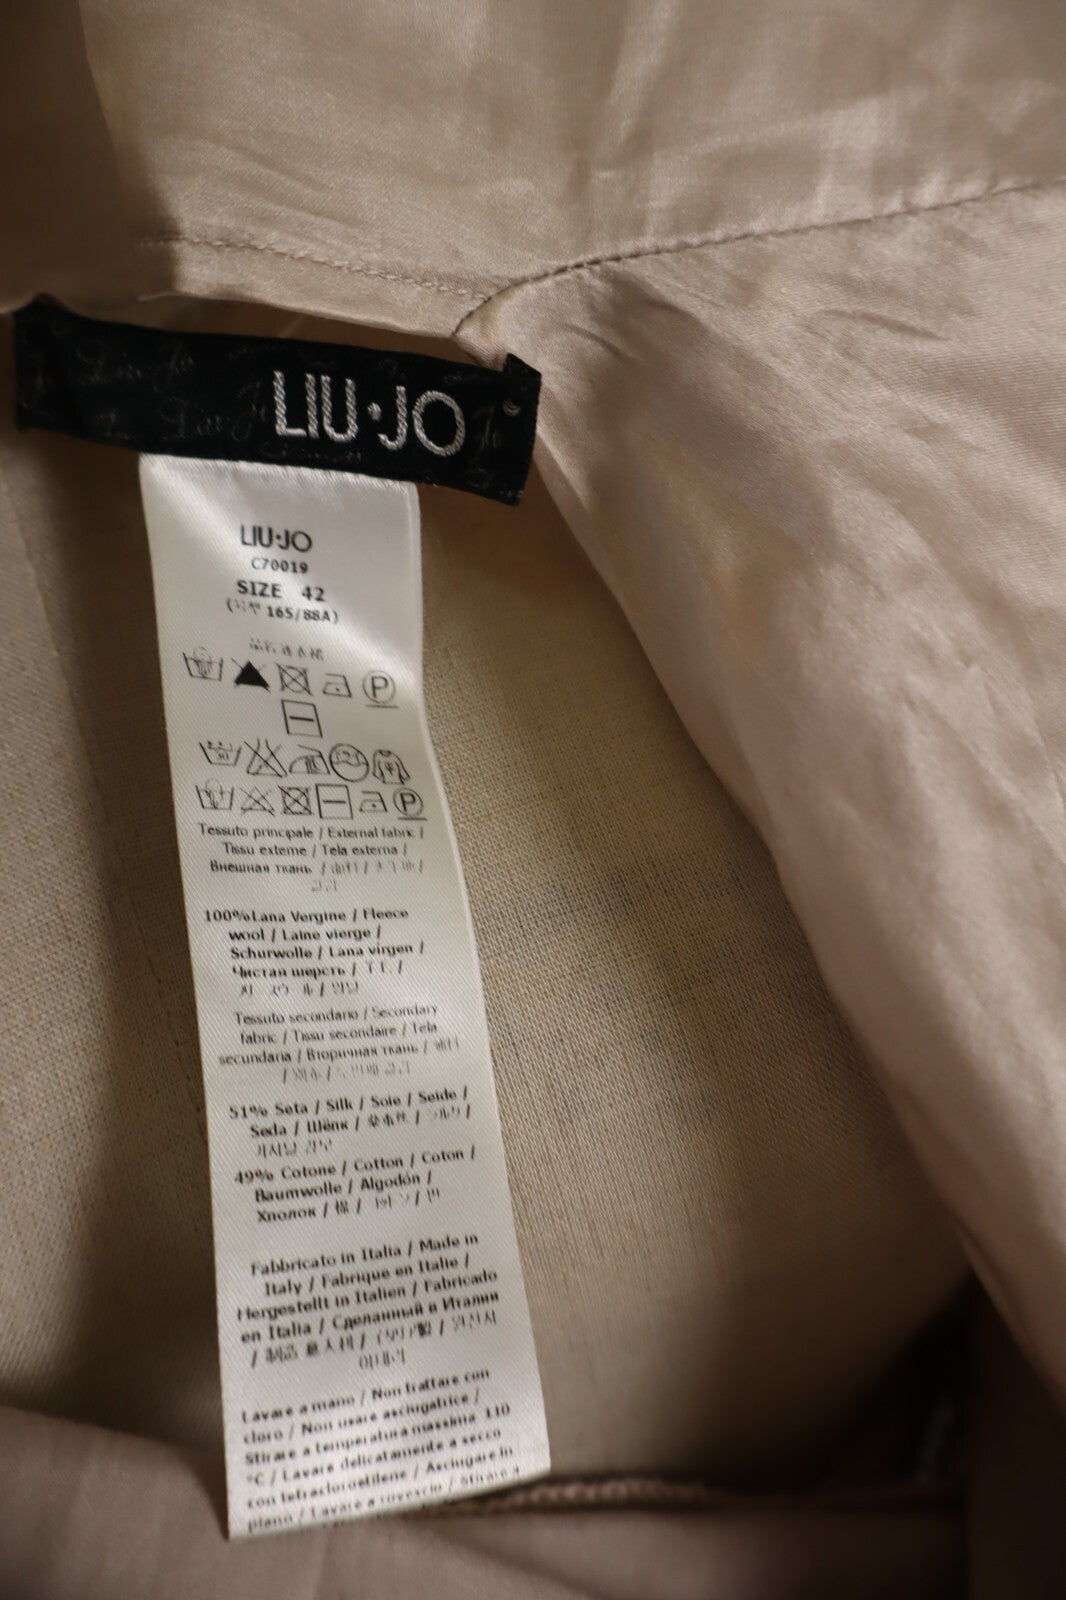 LIU·JO
LIU·JO
C70019
SIZE 42
165/88A)
Tessuto principale / External fabric /
Tissu externe / Tela externa /
Внешная ткань /
100%Lana Vergine / Fleece
wool / Laine vierge /
Schurwolle / Lana virgen /
Чистая шерсть /
Tessuto secondario / Secondary
fabric / Tissu secondaire / Tela
secundaria / Вторичная ткань /
51% Seta / Silk / Soie / Seide /
Seda / Шёлк /
49% Cotone / Cotton / Coton /
Baumwolle / Algodón /
Хлопок / 棉 /
Fabbricato in Italia / Made in
Italy / Fabrique en Italie /
Hergestellt in Italien / Fabricado
en Italia / Сделанный в Италии
Lavare a mano / Non trattare con
cloro / Non usare asciugatrice /
Stirare a temperatura massima 110
°C / Lavare delicatamente a secco
con tetracloroetilene / Asciugare in
piano / Lavare a rovescio / Stirare a